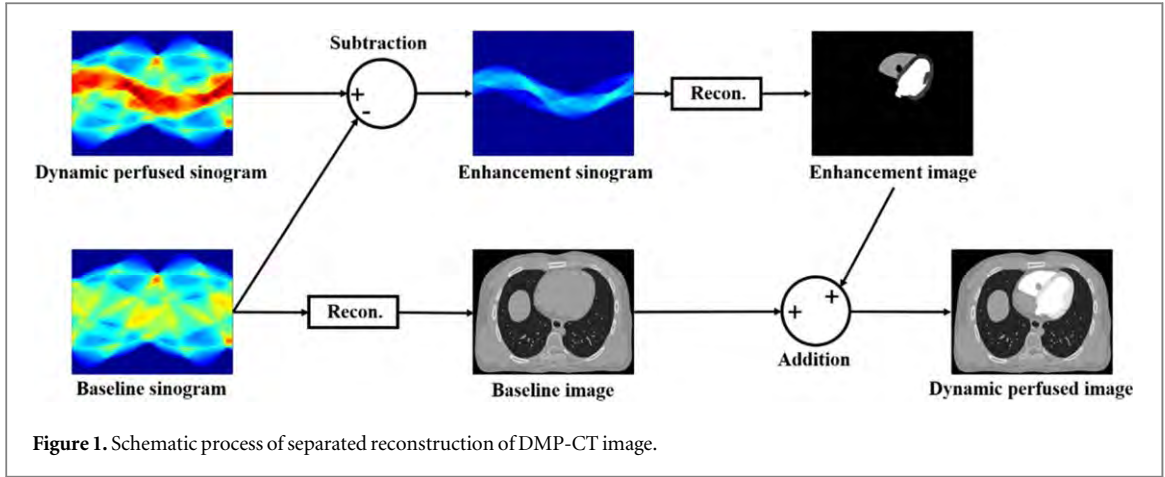 Subtraction
+
-
Recon.
Dynamic perfused sinogram
Enhancement sinogram
Enhancement image
Recon.
+
+
Addition
Baseline sinogram
Baseline image
Dynamic perfused image
Figure 1. Schematic process of separated reconstruction of DMP-CT image.